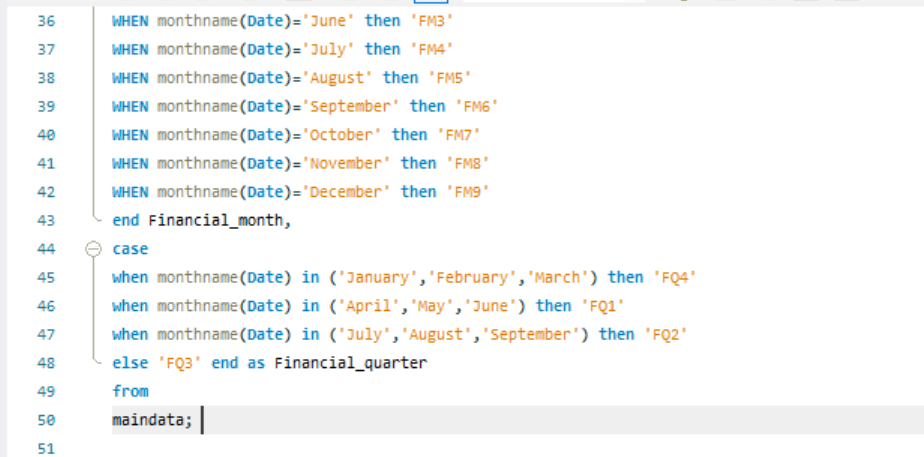 36 WHEN monthname(Date)='June' then 'FM3'
37 WHEN monthname(Date)='July' then 'FM4'
38 WHEN monthname(Date)='August' then 'FM5'
39 WHEN monthname(Date)='September' then 'FM6'
40 WHEN monthname(Date)='October' then 'FM7'
41 WHEN monthname(Date)='November' then 'FM8'
42 WHEN monthname(Date)='December' then 'FM9'
43 end Financial_month,
44 case
45 when monthname(Date) in ('January','February','March') then 'FQ4'
46 when monthname(Date) in ('April','May','June') then 'FQ1'
47 when monthname(Date) in ('July','August','September') then 'FQ2'
48 else 'FQ3' end as Financial_quarter
49 from
50 maindata;
51